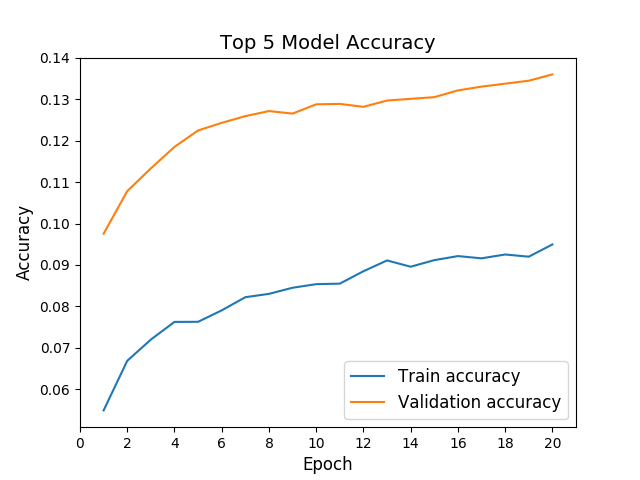 Top 5 Model Accuracy
0.14
0.13
0.12
0.11
0.10
0.09
0.08
0.07
0.06
Accuracy
Train accuracy
Validation accuracy
0 2 4 6 8 10 12 14 16 18 20
Epoch